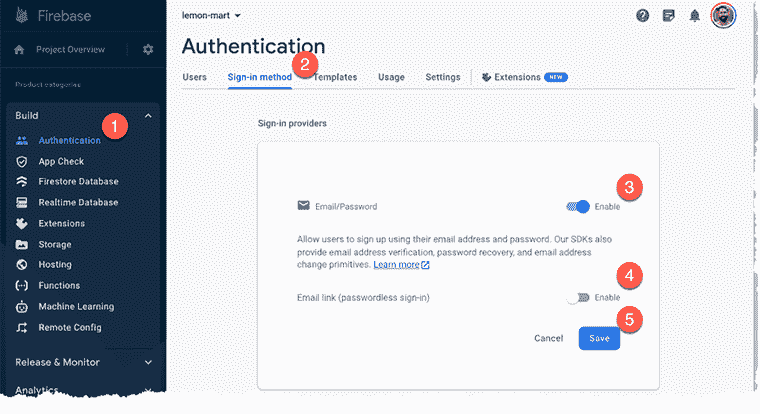 Firebase
Project Overview
Product categories
Build
1
Authentication
App Check
Firestore Database
Realtime Database
Extensions
Storage
Hosting
Functions
Machine Learning
Remote Config
Release & Monitor
Analytics
lemon-mart
Authentication
2
Users Sign-in method Templates Usage Settings Extensions NEW
Sign-in providers
3
Email/Password Enable
Allow users to sign up using their email address and password. Our SDKs also
provide email address verification, password recovery, and email address
change primitives. Learn more
4
Email link (passwordless sign-in) Enable
5
Cancel Save